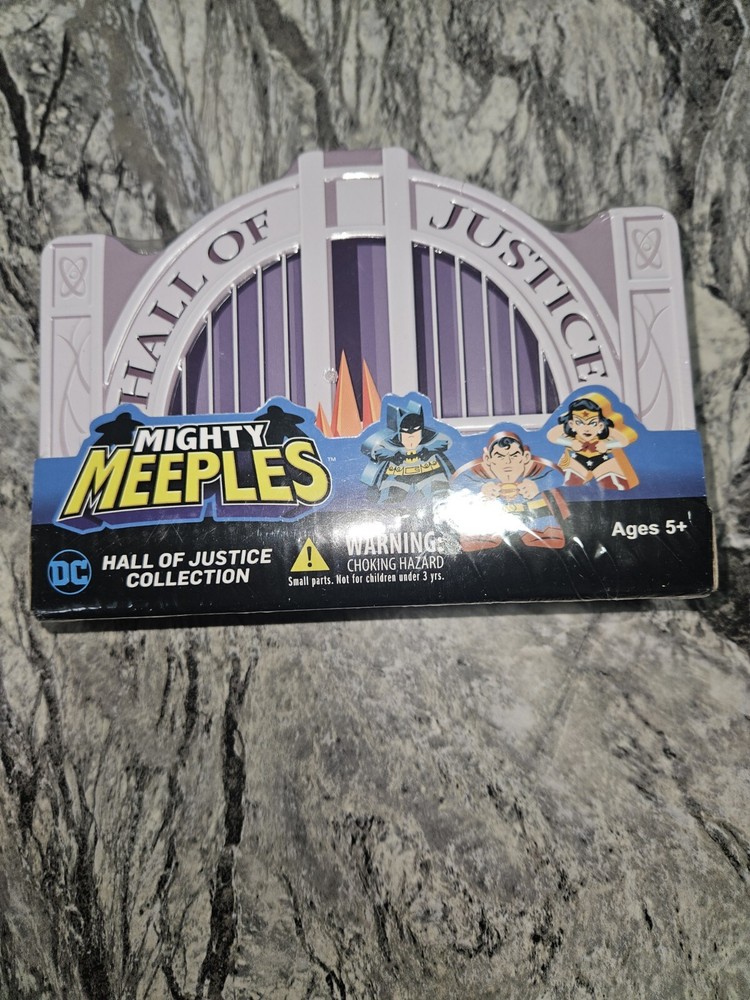 HALL OF JUSTICE
MIGHTY
MEEPLES™
DC
HALL OF JUSTICE
COLLECTION
WARNING:
CHOKING HAZARD
Small parts. Not for children under 3 yrs.
Ages 5+